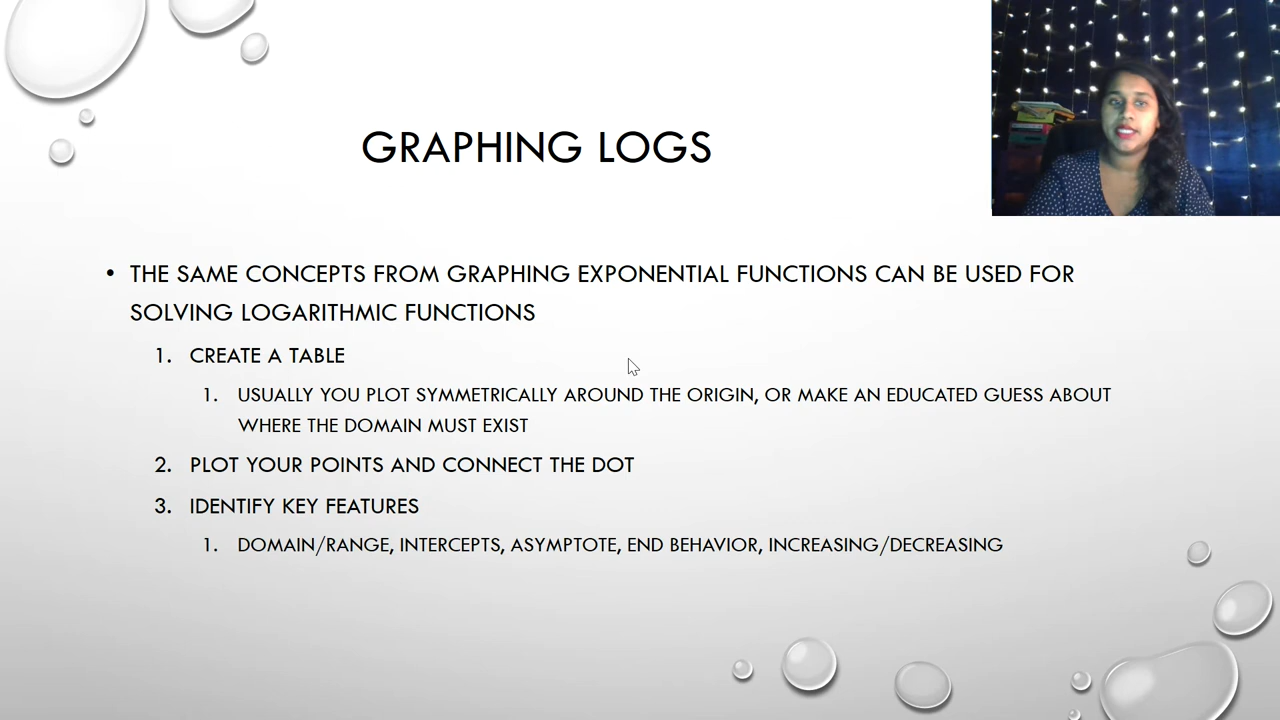 GRAPHING LOGS
• THE SAME CONCEPTS FROM GRAPHING EXPONENTIAL FUNCTIONS CAN BE USED FOR
SOLVING LOGARITHMIC FUNCTIONS
1. CREATE A TABLE
1. USUALLY YOU PLOT SYMMETRICALLY AROUND THE ORIGIN, OR MAKE AN EDUCATED GUESS ABOUT
WHERE THE DOMAIN MUST EXIST
2. PLOT YOUR POINTS AND CONNECT THE DOT
3. IDENTIFY KEY FEATURES
1. DOMAIN/RANGE, INTERCEPTS, ASYMPTOTE, END BEHAVIOR, INCREASING/DECREASING